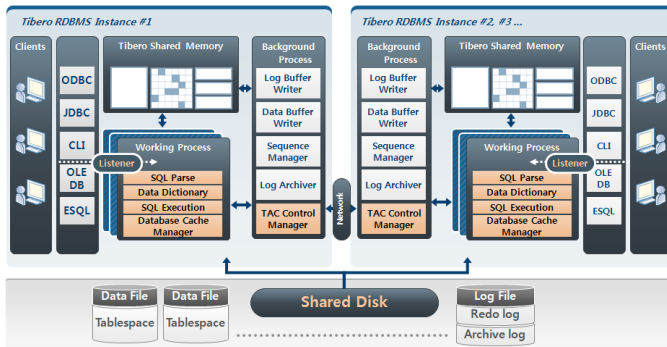 Tibero RDBMS Instance #1
Clients
ODBC
JDBC
CLI
OLE
DB
ESQL
Listener
Tibero Shared Memory
Working Process
SQL Parse
Data Dictionary
SQL Execution
Database Cache
Manager
Background
Process
Log Buffer
Writer
Data Buffer
Writer
Sequence
Manager
Log Archiver
TAC Control
Manager
Network
Tibero RDBMS Instance #2, #3 ...
Background
Process
Log Buffer
Writer
Data Buffer
Writer
Sequence
Manager
Log Archiver
TAC Control
Manager
Tibero Shared Memory
Working Process
Listener
SQL Parse
Data Dictionary
SQL Execution
Database Cache
Manager
ODBC
JDBC
CLI
OLE
DB
ESQL
Clients
Data File
Tablespace
Data File
Tablespace
Shared Disk
Log File
Redo log
Archive log